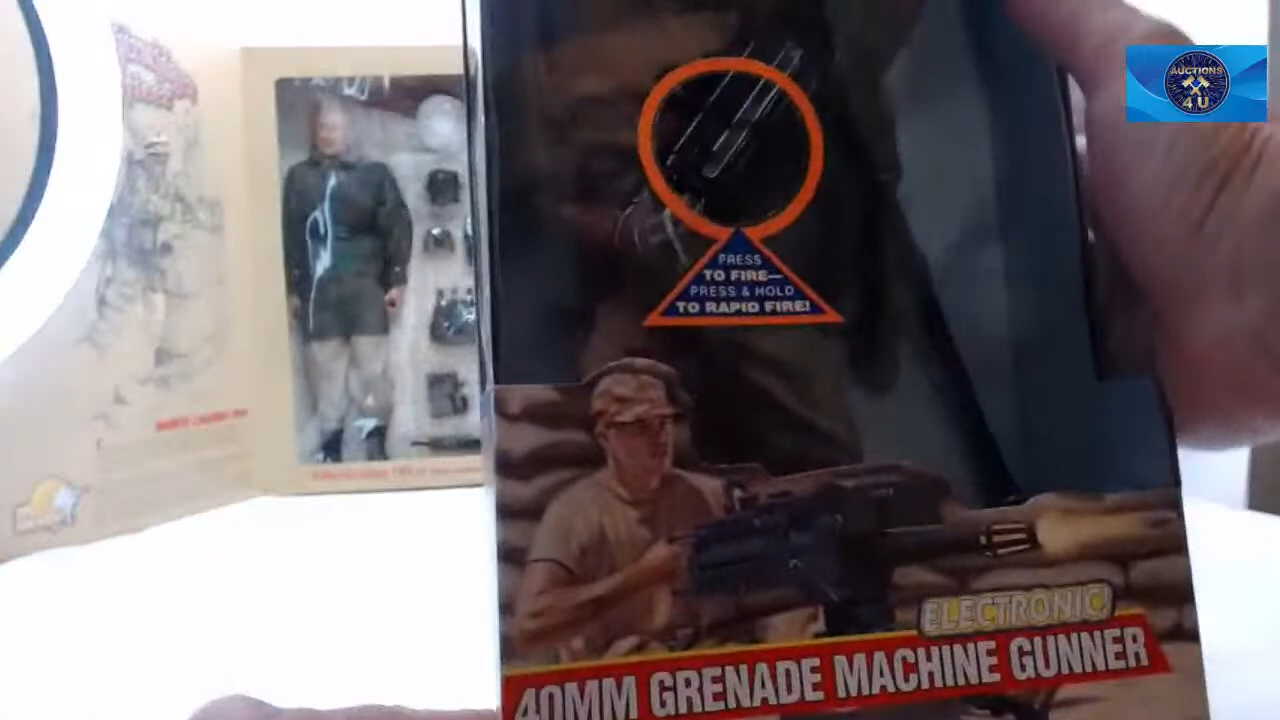 AUCTIONS
4 U
PRESS
TO FIRE—
PRESS & HOLD
TO RAPID FIRE!
ELECTRONIC!
40MM GRENADE MACHINE GUNNER